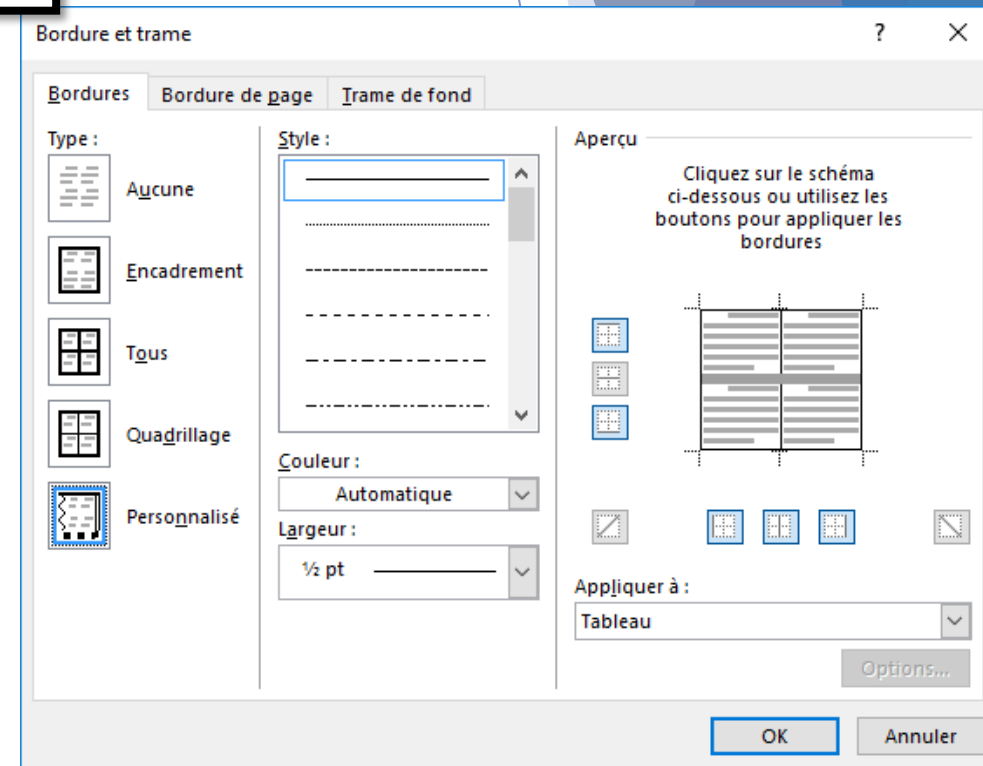 Bordure et trame
?
Bordures
Bordure de page
Trame de fond
Type :
Aucune
Encadrement
Tous
Quadrillage
Personnalisé
Style :
Couleur :
Automatique
Largeur :
½ pt
Aperçu
Cliquez sur le schéma
ci-dessous ou utilisez les
boutons pour appliquer les
bordures
Appliquer à :
Tableau
Options...
OK
Annuler